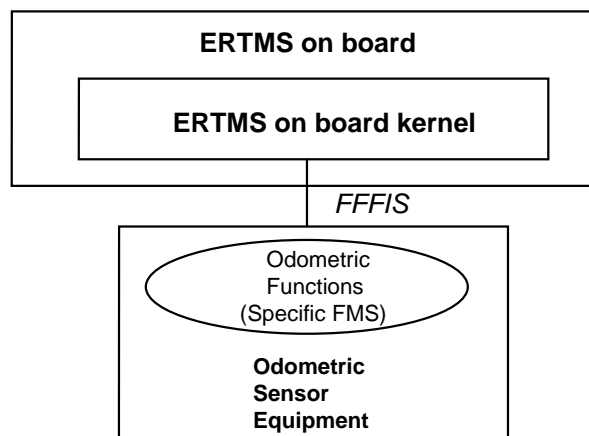 ERTMS on board
ERTMS on board kernel
FFFIS
Odometric
Functions
(Specific FMS)
Odometric
Sensor
Equipment